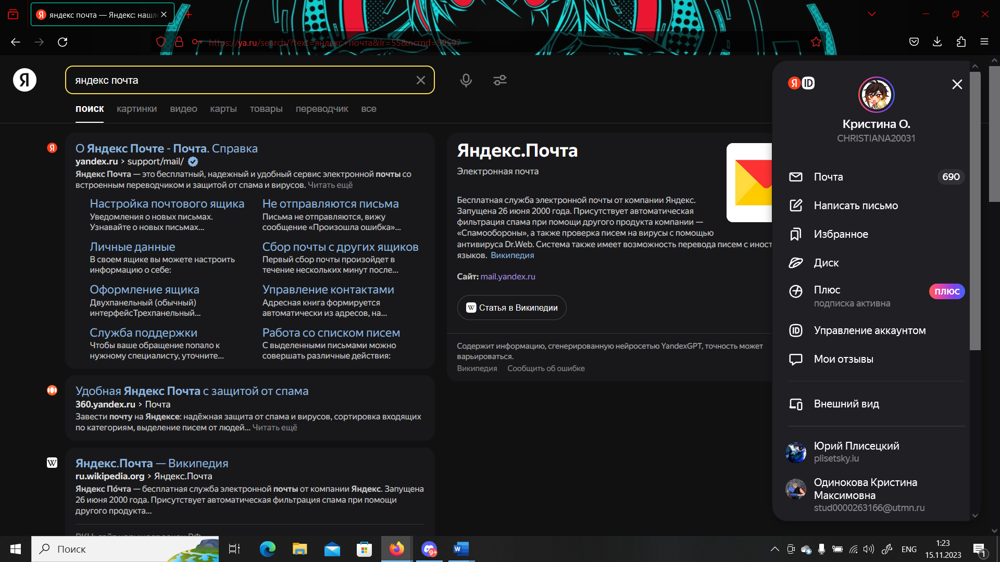 яндекс почта — Яндекс: нашл
https://ya.ru/search/?text=яндекс+почта&lr=55&ncrnd=99597
Я
яндекс почта
поиск картинки видео карты товары переводчик все
Я
О Яндекс Почте - Почта. Справка
yandex.ru › support/mail/
Яндекс Почта — это бесплатный, надежный и удобный сервис электронной почты со
встроенным переводчиком и защитой от спама и вирусов. Читать ещё
Настройка почтового ящика
Уведомления о новых письмах.
Узнавайте о новых письмах...
Не отправляются письма
Письма не отправляются, вижу
сообщение «Произошла ошибка»...
Личные данные
В своем ящике вы можете настроить
информацию о себе:
Сбор почты с других ящиков
Первый сбор почты произойдет в
течение нескольких минут после...
Оформление ящика
Двухпанельный (обычный)
интерфейсТрехпанельный...
Управление контактами
Адресная книга формируется
автоматически из адресов, на...
Служба поддержки
Чтобы ваше обращение попало к
нужному специалисту, уточните...
Работа со списком писем
С выделенными письмами можно
совершать различные действия:
Удобная Яндекс Почта с защитой от спама
360.yandex.ru › Почта
Завести почту на Яндексе: надёжная защита от спама и вирусов, сортировка входящих
по категориям, выделение писем от людей... Читать ещё
W
Яндекс.Почта — Википедия
ru.wikipedia.org › Яндекс.Почта
Яндекс По́чта — бесплатная служба электронной почты от компании Яндекс. Запущена
26 июня 2000 года. Присутствует автоматическая фильтрация спама при помощи
другого продукта...
Яндекс.Почта
Электронная почта
Бесплатная служба электронной почты от компании Яндекс.
Запущена 26 июня 2000 года. Присутствует автоматическая
фильтрация спама при помощи другого продукта компании —
«Спамообороны», а также проверка писем на вирусы с помощью
антивируса Dr.Web. Система также имеет возможность перевода писем с иност
языков. Википедия
Сайт: mail.yandex.ru
W Статья в Википедии
Содержит информацию, сгенерированную нейросетью YandexGPT, точность может
варьироваться.
Википедия Сообщить об ошибке
Я ID
Кристина О.
CHRISTIANA20031
Почта 690
Написать письмо
Избранное
Диск
Плюс
подписка активна
плюс
ID Управление аккаунтом
Мои отзывы
Внешний вид
Юрий Плисецкий
plisetsky.iu
Одинокова Кристина
Максимовна
stud0000263166@utmn.ru
Поиск
9+
W
ENG
1:23
15.11.2023
1